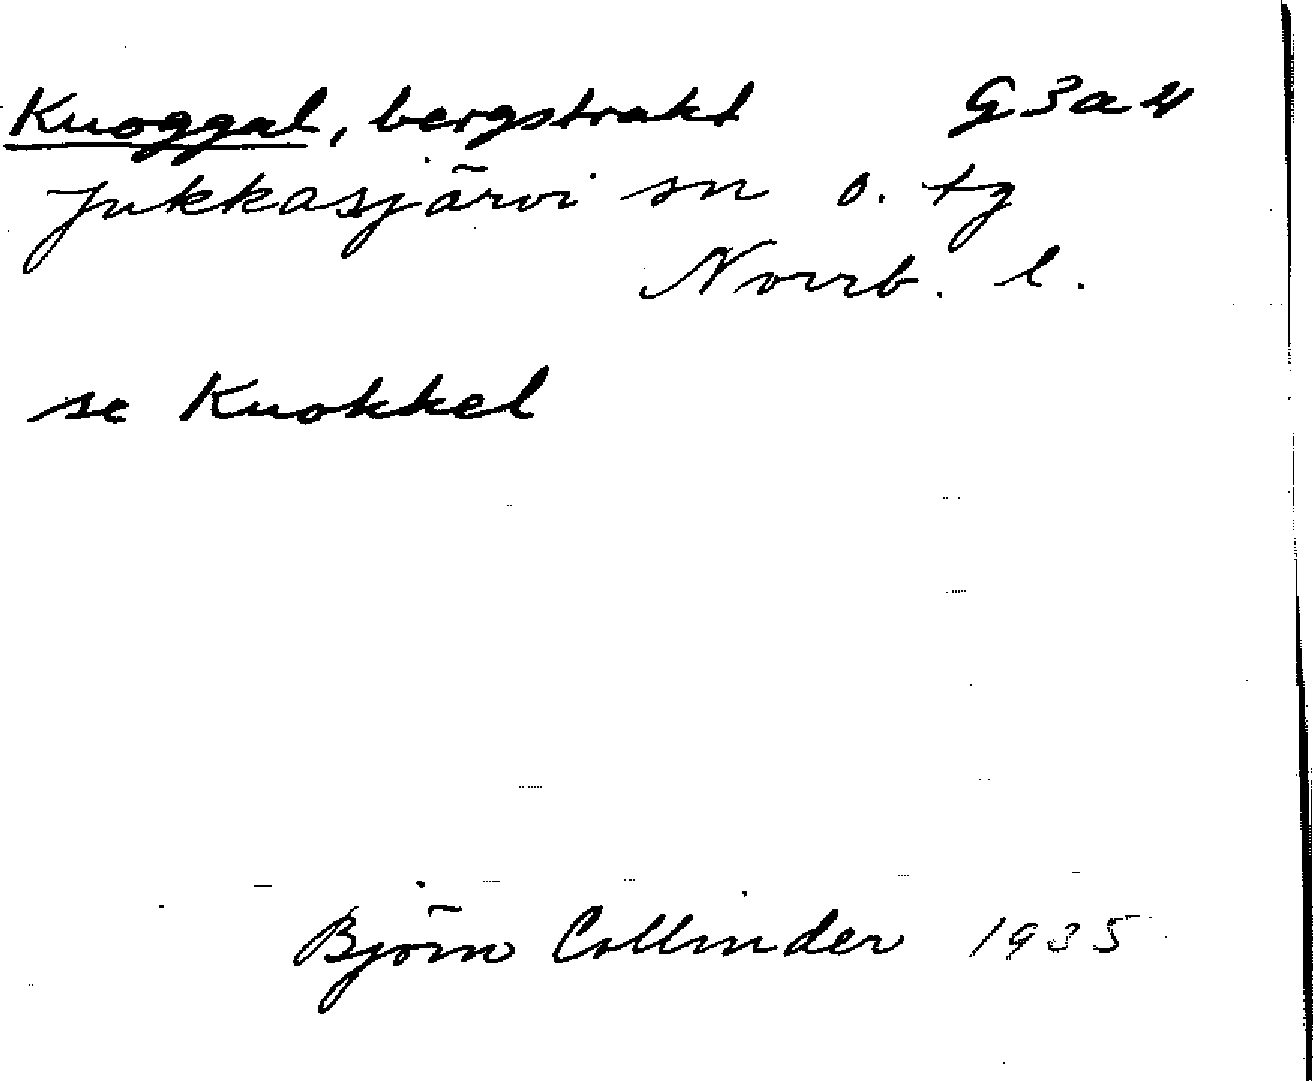 Kuoggal, bergstrakt G3a4
Jukkasjärvi sn o. tg
Norrb. l.
se Kuokkel
Björn Collinder 1935